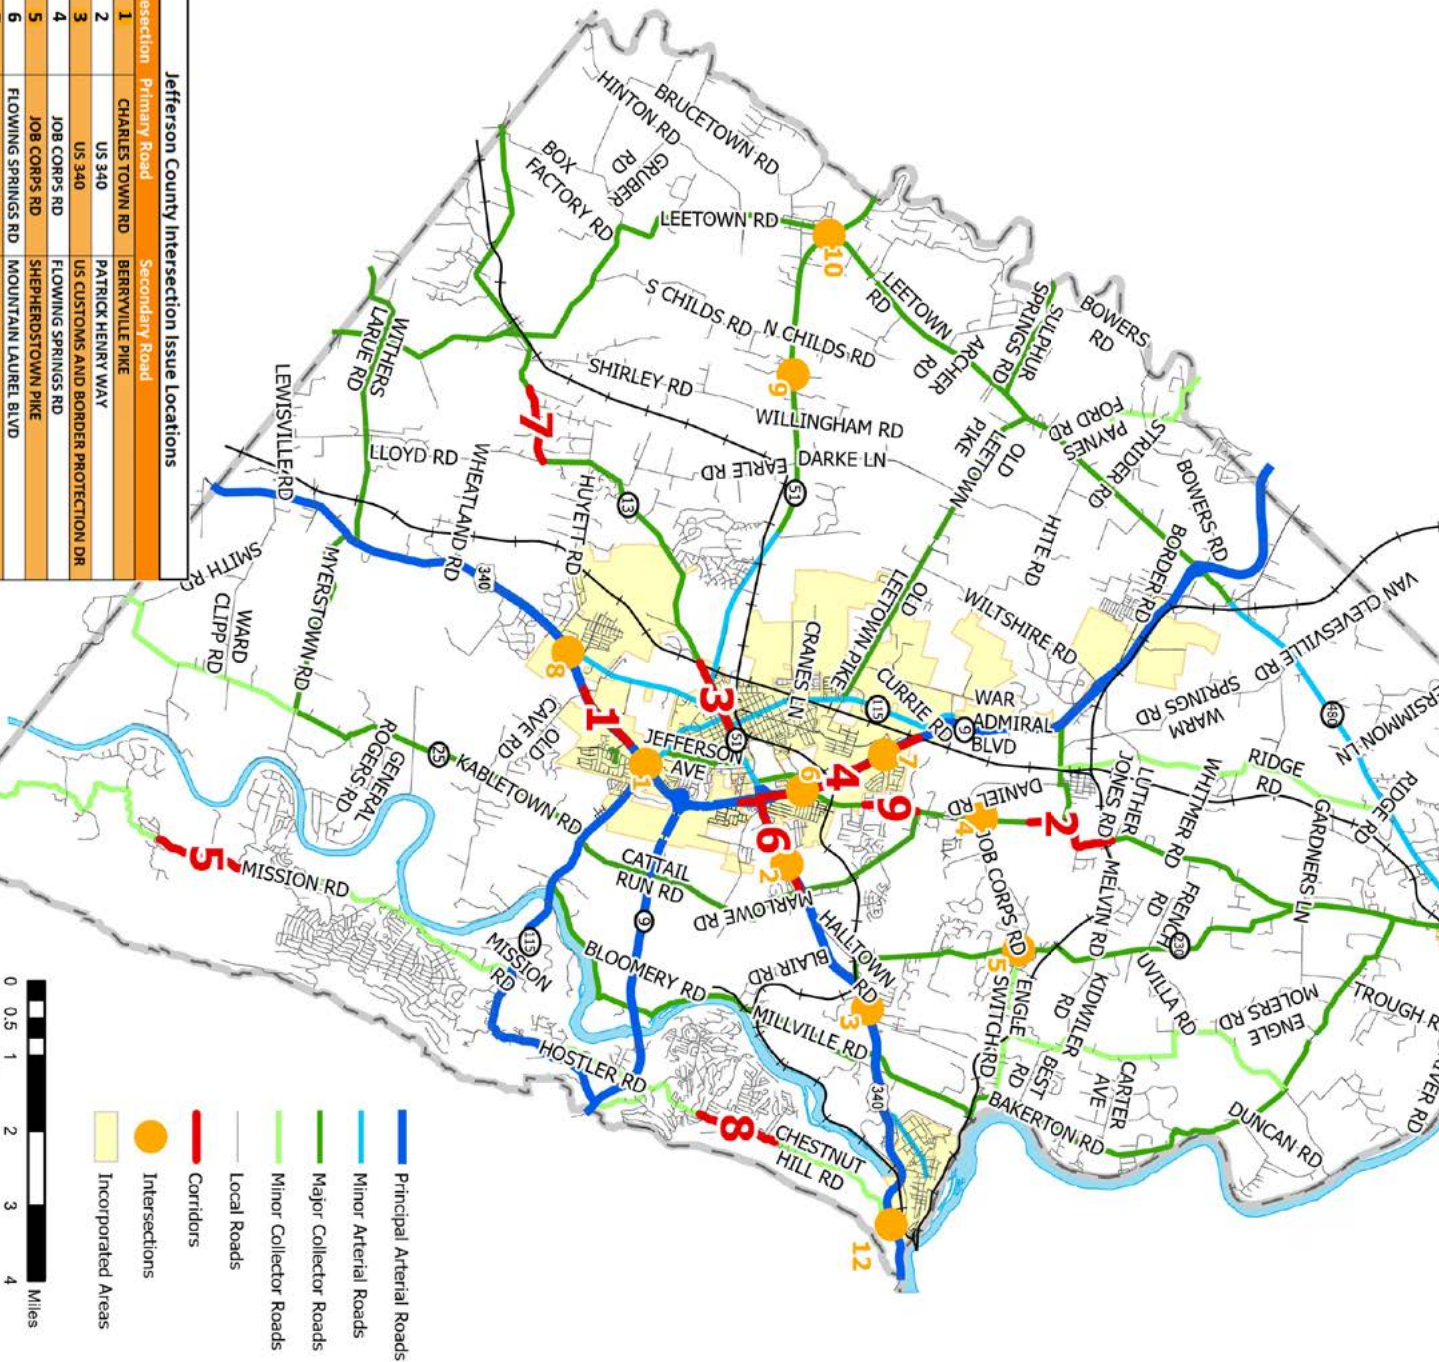 Jefferson County Intersection Issue Locations
Primary Road Secondary Road
1 CHARLES TOWN RD BERRYVILLE PIKE
2 US 340 PATRICK HENRY WAY
3 US 340 US CUSTOMS AND BORDER PROTECTION DR
4 JOB CORPS RD FLOWING SPRINGS RD
5 JOB CORPS RD SHEPHERDSTOWN PIKE
6 FLOWING SPRINGS RD MOUNTAIN LAUREL BLVD
BRUCETOWN RD
HINTON RD
GRUBER
RD
BOX
FACTORY RD
LEETOWN RD
10
LEETOWN
RD
S CHILDS RD
N CHILDS RD
9
SHIRLEY RD
WILLINGHAM RD
DARKE LN
EARLE RD
51
ARCHER
RD
SULPHUR
SPRINGS RD
BOWERS
RD
PAYNES
FORD RD
STRIDER RD
BOWERS RD
BORDER RD
OLD
LEETOWN
PIKE
HITE RD
WILTSHIRE RD
OLD
LEETOWN PIKE
VAN CLEVESVILLE RD
WARM
SPRINGS RD
480
PERSIMMON LN
RIDGE RD
RIDGE
RD
GARDNERS LN
WHITMER RD
LUTHER
JONES RD
WITHERS
LARUE RD
LEWISVILLE RD
LLOYD RD
WHEATLAND RD
7
HUYETT RD
13
340
SMITH RD
WARD
CLIPP RD
MYERSTOWN RD
8
1
OLD
CAVE RD
3
JEFFERSON
AVE
51
1
CRANES LN
115
CURRIE RD
WAR
ADMIRAL
BLVD
9
7
4
6
9
DANIEL RD
4
2
JOB CORPS RD
MELVIN RD
FRENCH
RD
230
UVILLA RD
GENERAL
ROGERS RD
25
KABLETOWN RD
CATTAIL
RUN RD
9
6
2
MARLOWE RD
HALLTOWN
RD
BLAIR RD
5
ENGLE
SWITCH RD
KIDWILER
RD
ENGLE
MOLERS RD
TROUGH R
RIVER RD
5
MISSION RD
MISSION
RD
115
BLOOMERY RD
MILLVILLE RD
3
BEST
RD
CARTER
AVE
DUNCAN RD
BAKERTON RD
340
HOSTLER RD
8
CHESTNUT
HILL RD
12
Principal Arterial Roads
Minor Arterial Roads
Major Collector Roads
Minor Collector Roads
Local Roads
Corridors
Intersections
Incorporated Areas
0 0.5 1 2 3 4
Miles